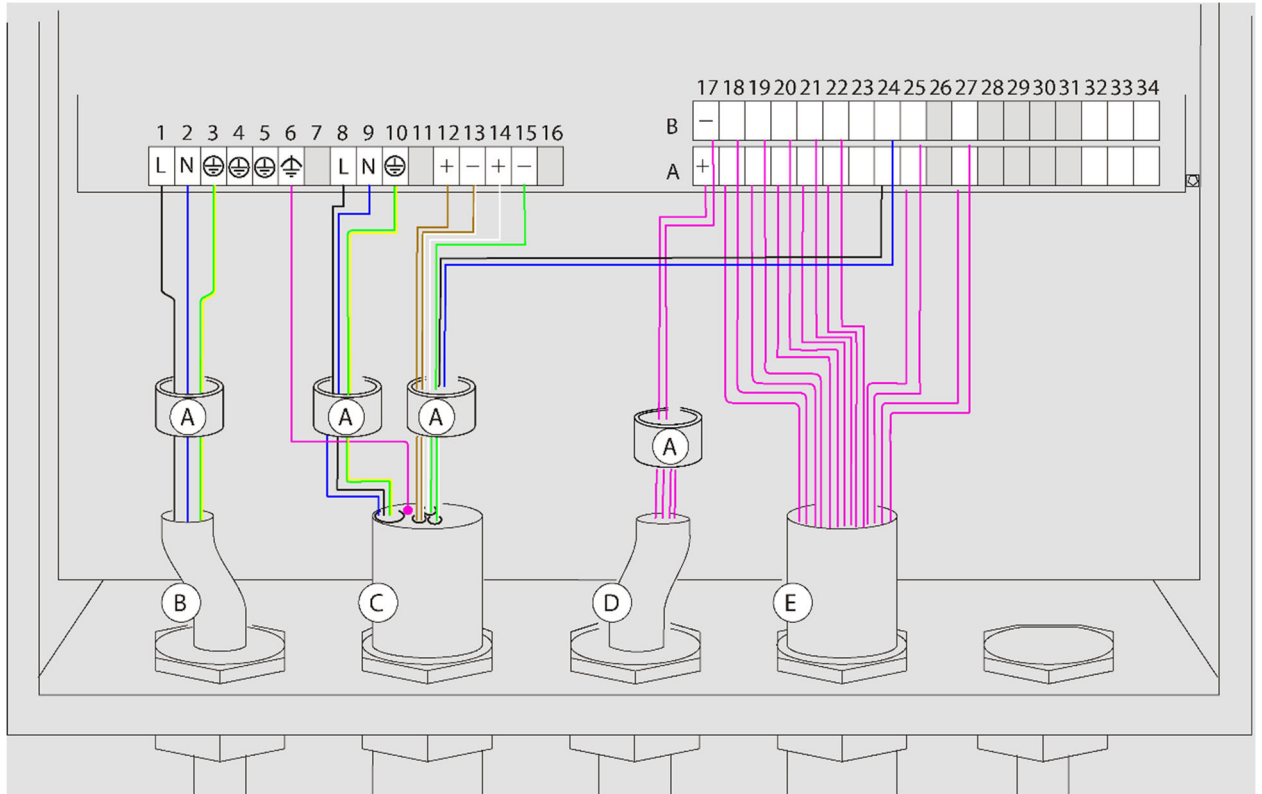 17 18 19 20 21 22 23 24 25 26 27 28 29 30 31 32 33 34
B −
1 2 3 4 5 6 7 8 9 10 11 12 13 14 15 16
L N L N + − + −
A +
A A A A
B C D E